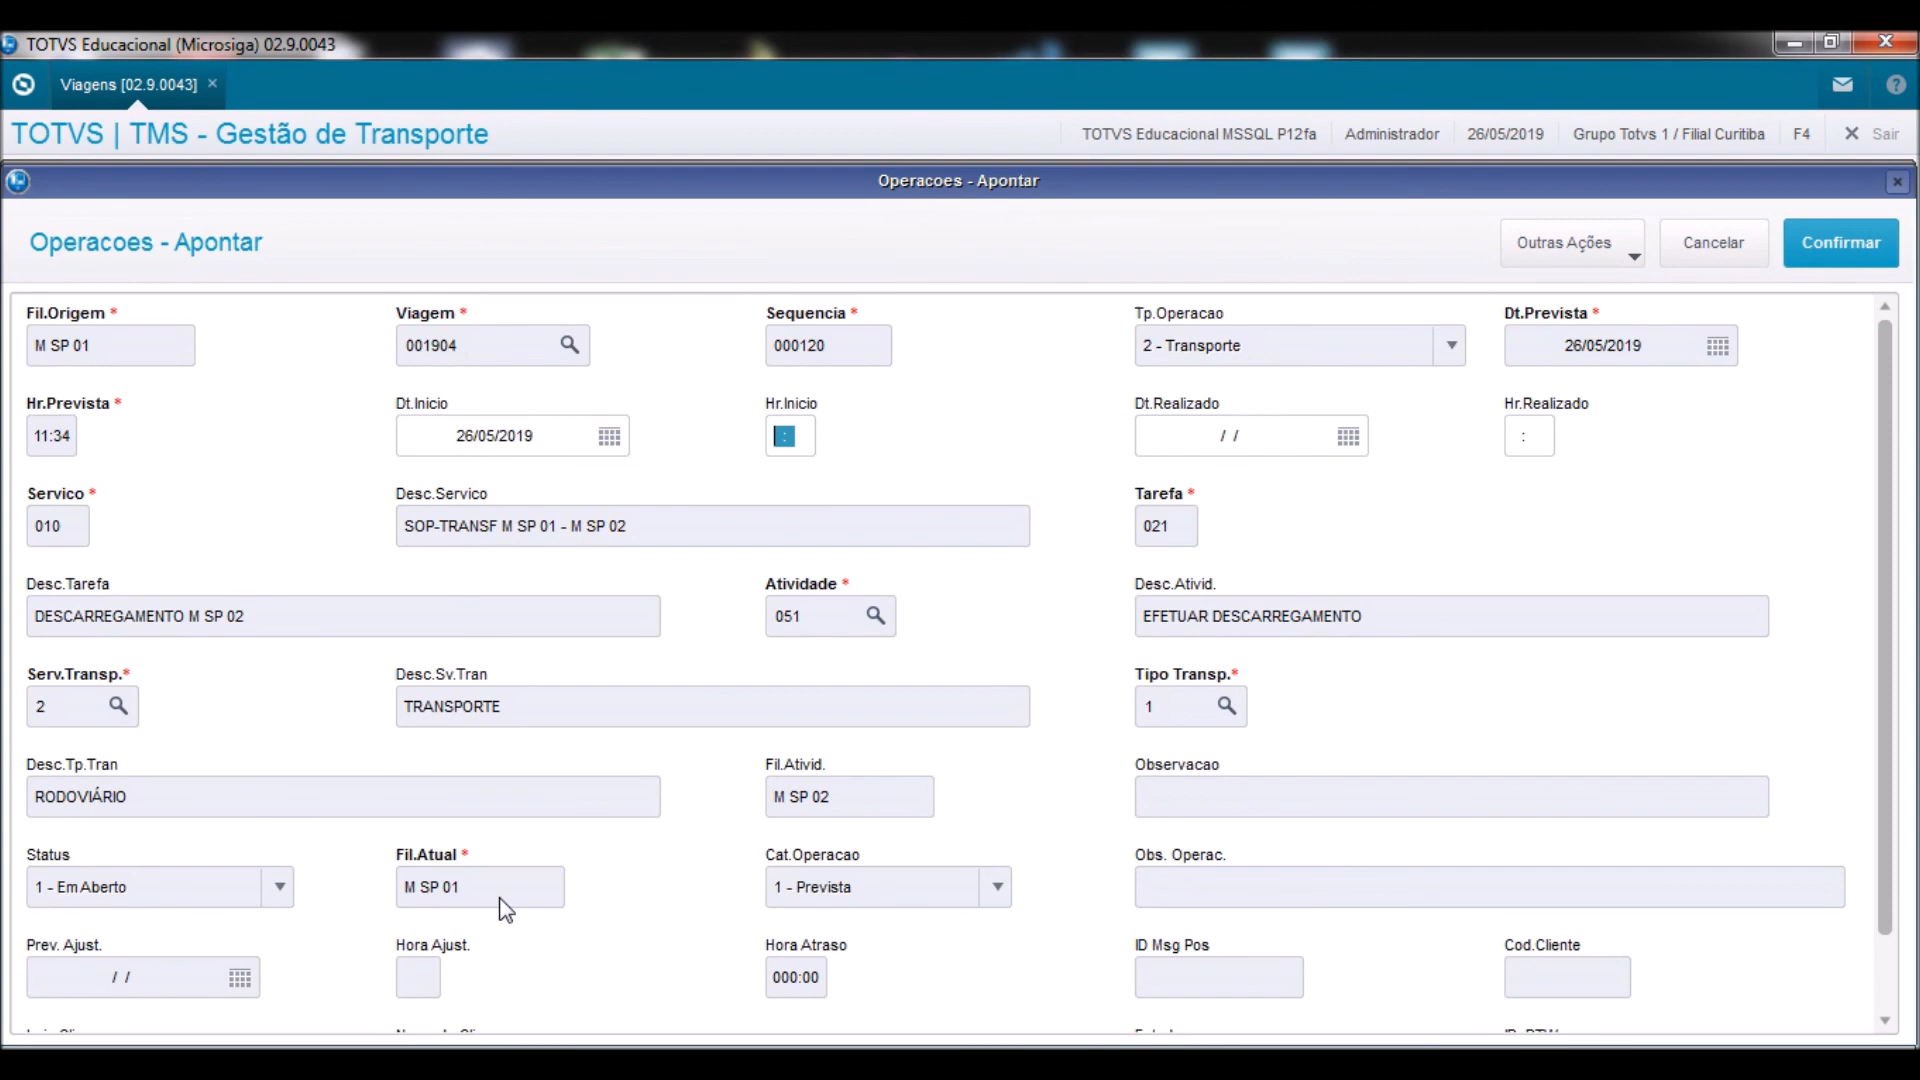 TOTVS Educacional (Microsiga) 02.9.0043
Viagens [02.9.0043]
TOTVS | TMS - Gestão de Transporte
TOTVS Educacional MSSQL P12fa
Administrador
26/05/2019
Grupo Totvs 1 / Filial Curitiba
F4
Sair
Operacoes - Apontar
Operacoes - Apontar
Outras Ações
Cancelar
Confirmar
Fil.Origem *
Viagem *
Sequencia *
Tp.Operacao
Dt.Prevista *
M SP 01
001904
000120
2 - Transporte
26/05/2019
Hr.Prevista *
Dt.Inicio
Hr.Inicio
Dt.Realizado
Hr.Realizado
11:34
26/05/2019
:
/ /
:
Servico *
Desc.Servico
Tarefa *
010
SOP-TRANSF M SP 01 - M SP 02
021
Desc.Tarefa
Atividade *
Desc.Ativid.
DESCARREGAMENTO M SP 02
051
EFETUAR DESCARREGAMENTO
Serv.Transp.*
Desc.Sv.Tran
Tipo Transp.*
2
TRANSPORTE
1
Desc.Tp.Tran
Fil.Ativid.
Observacao
RODOVIÁRIO
M SP 02
Status
Fil.Atual *
Cat.Operacao
Obs. Operac.
1 - Em Aberto
M SP 01
1 - Prevista
Prev. Ajust.
Hora Ajust.
Hora Atraso
ID Msg Pos
Cod.Cliente
/ /
000:00